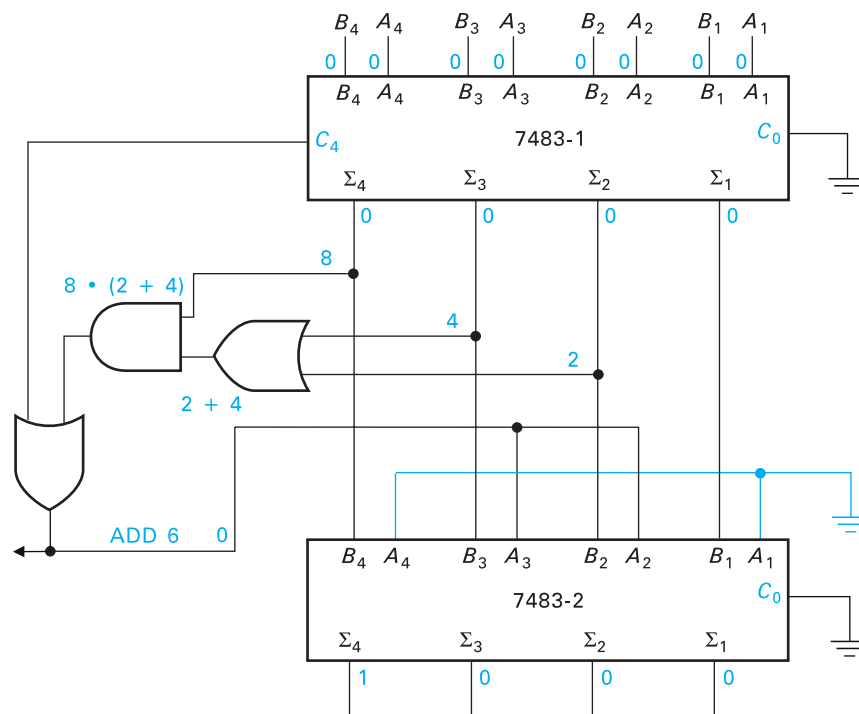 B₄ A₄ B₃ A₃ B₂ A₂ B₁ A₁
0 0 0 0 0 0 0 0
B₄ A₄ B₃ A₃ B₂ A₂ B₁ A₁
C₄ 7483-1 C₀
Σ₄ Σ₃ Σ₂ Σ₁
0 0 0 0
8
8 • (2 + 4)
4
2
2 + 4
ADD 6 0
B₄ A₄ B₃ A₃ B₂ A₂ B₁ A₁
7483-2 C₀
Σ₄ Σ₃ Σ₂ Σ₁
1 0 0 0